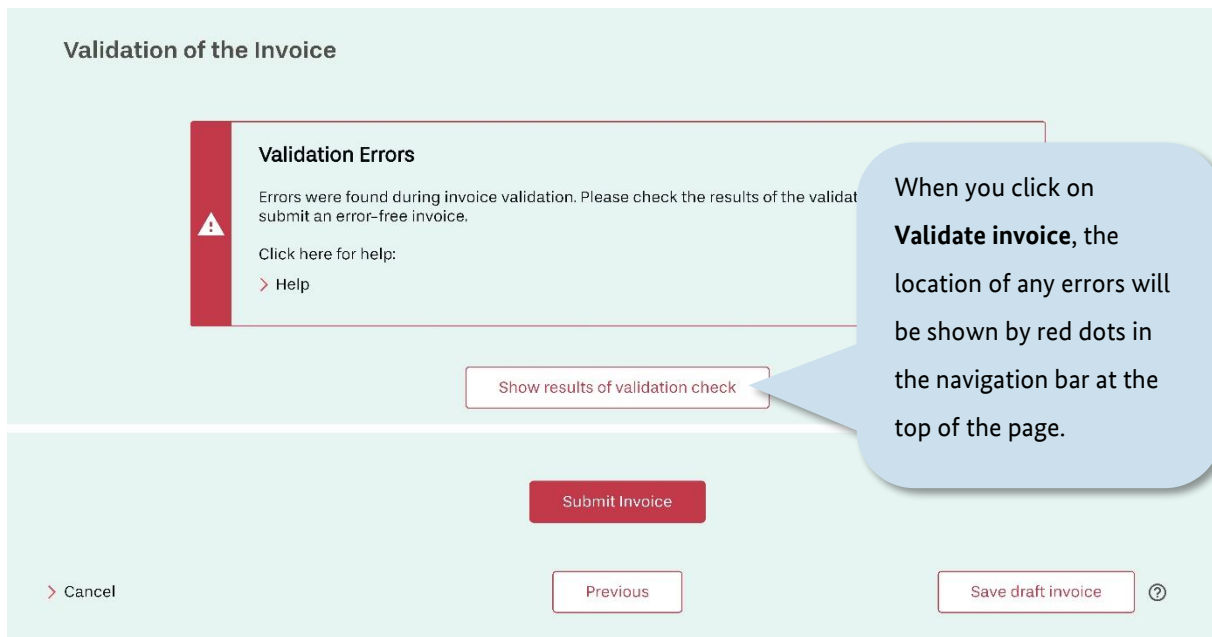 Validation of the Invoice
Validation Errors
Errors were found during invoice validation. Please check the results of the
submit an error-free invoice.
Click here for help:
> Help
Show results of validation check
When you click on
Validate invoice, the
location of any errors will
be shown by red dots in
the navigation bar at the
top of the page.
Submit Invoice
> Cancel
Previous
Save draft invoice
?